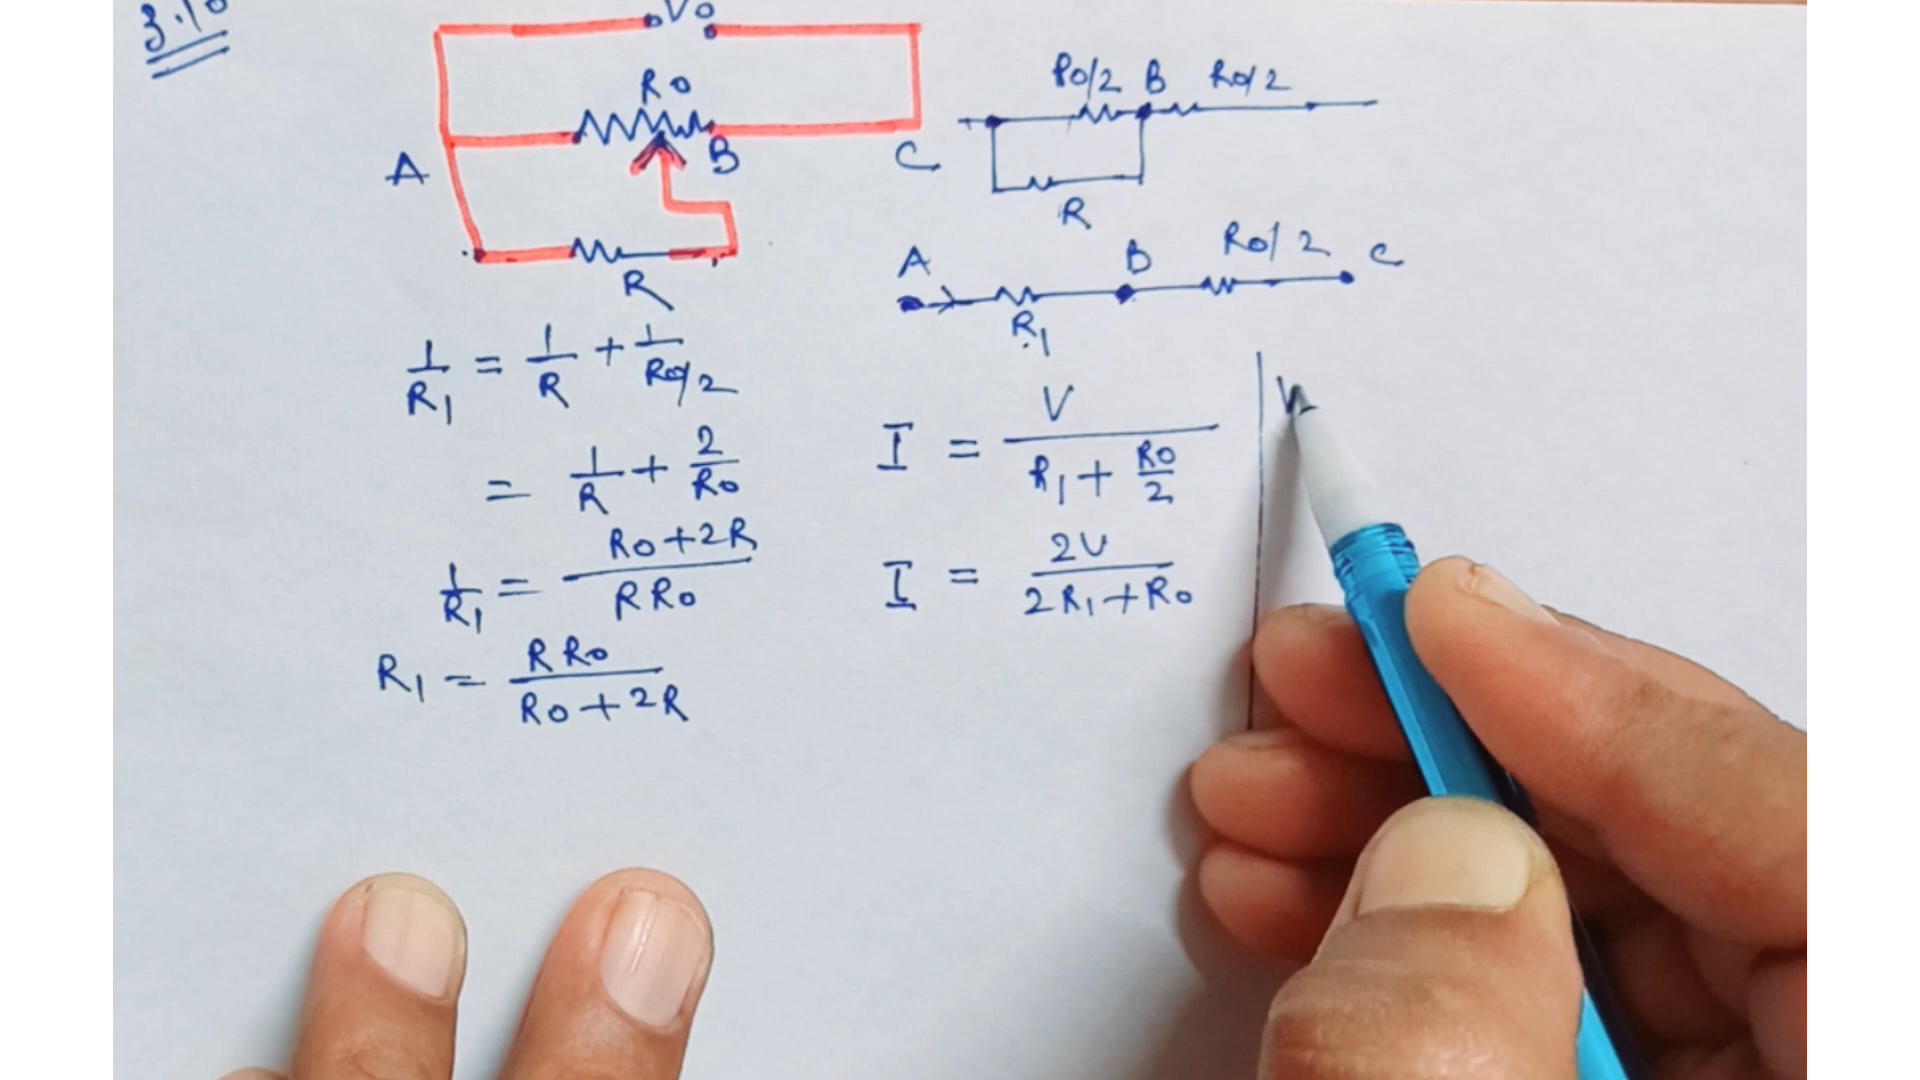 3.10
V0
R0
A
B
C
R
R0/2 B R0/2
R
A B R0/2 C
R1
1/R1 = 1/R + 1/R0/2
= 1/R + 2/R0
1/R1 = R0+2R / RR0
R1 = RR0 / R0+2R
I = V / R1 + R0/2
I = 2V / 2R1+R0
V